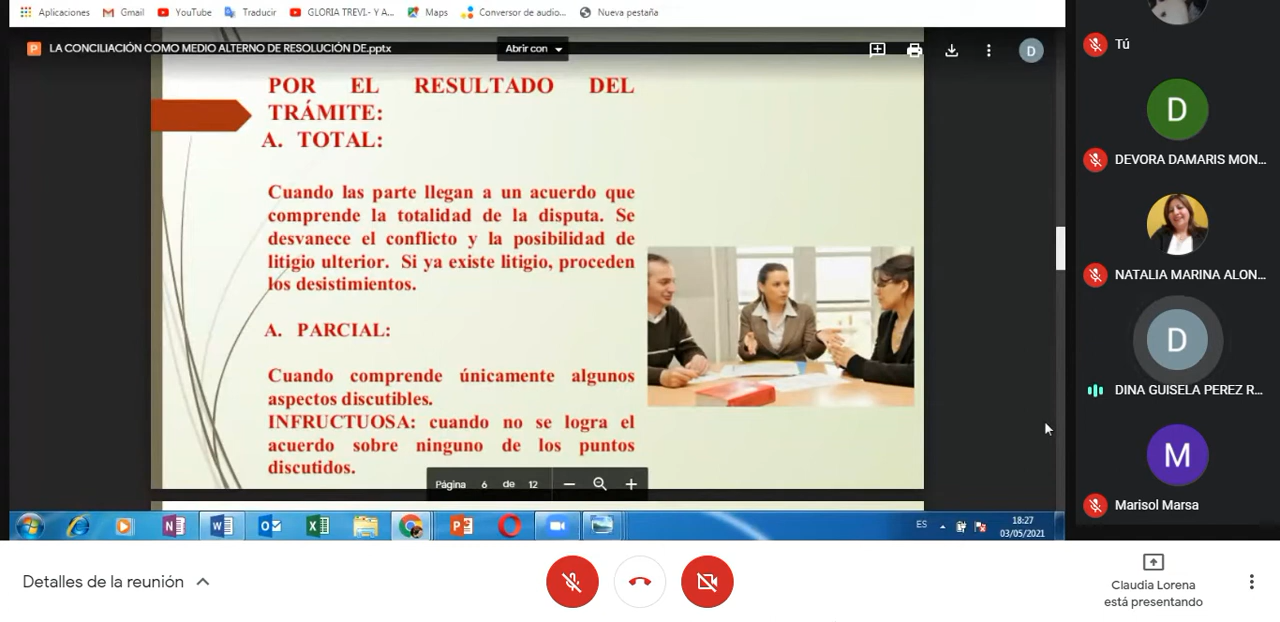 Aplicaciones
Gmail
YouTube
Traducir
GLORIA TREVI.- Y A...
Maps
Conversor de audio...
Nueva pestaña
P LA CONCILIACIÓN COMO MEDIO ALTERNO DE RESOLUCIÓN DE.pptx
Abrir con
D
POR EL RESULTADO DEL
TRÁMITE:
A. TOTAL:
Cuando las parte llegan a un acuerdo que
comprende la totalidad de la disputa. Se
desvanece el conflicto y la posibilidad de
litigio ulterior. Si ya existe litigio, proceden
los desistimientos.
A. PARCIAL:
Cuando comprende únicamente algunos
aspectos discutibles.
INFRUCTUOSA: cuando no se logra el
acuerdo sobre ninguno de los puntos
discutidos.
Página 6 de 12
ES
18:27
03/05/2021
Tú
D
DEVORA DAMARIS MON...
NATALIA MARINA ALON...
D
DINA GUISELA PEREZ R...
M
Marisol Marsa
Detalles de la reunión
Claudia Lorena
está presentando